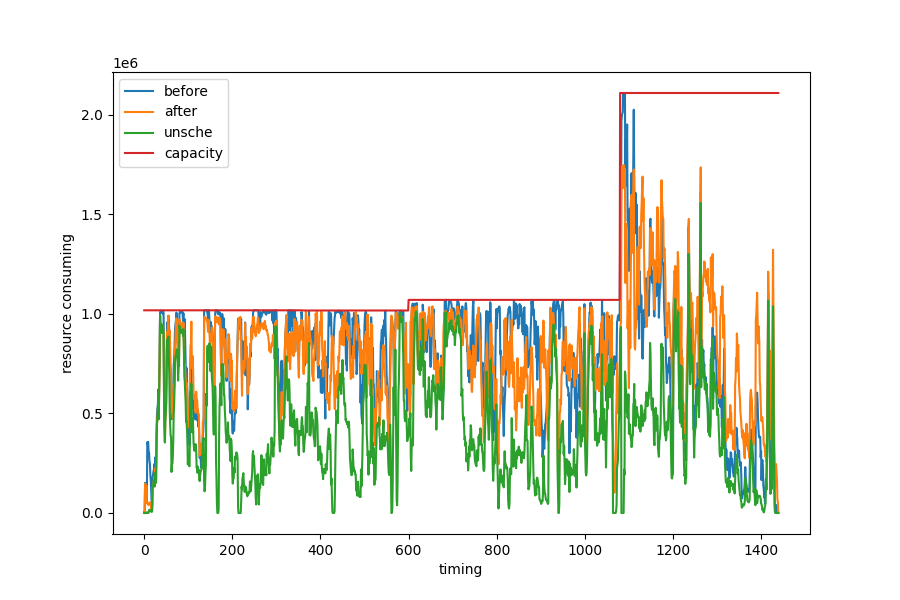 1e6
before
after
unsche
capacity
2.0
1.5
1.0
0.5
0.0
resource consuming
0 200 400 600 800 1000 1200 1400
timing